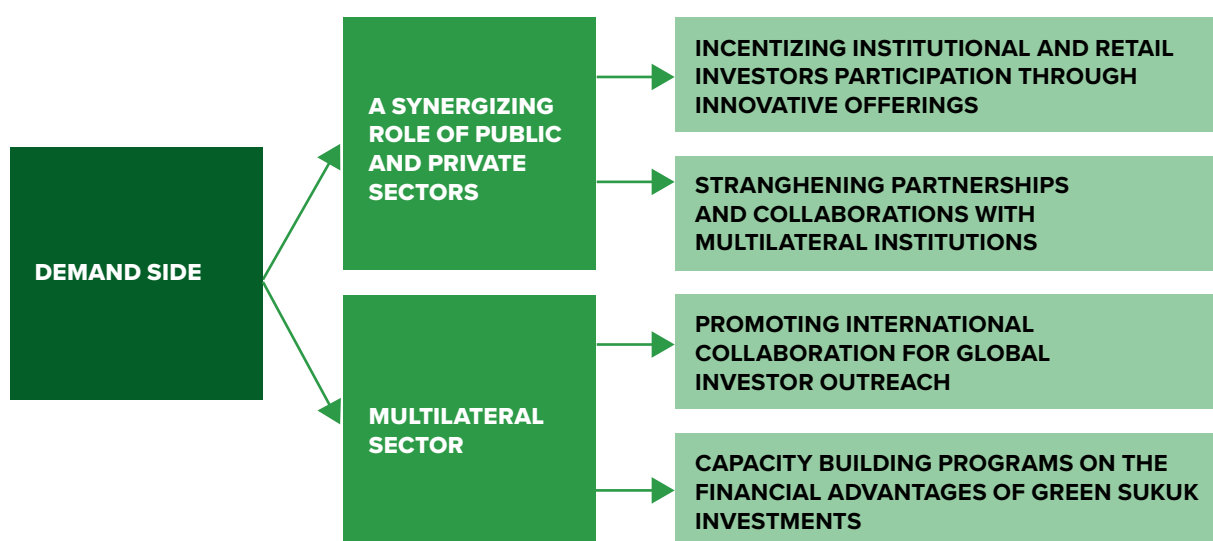 DEMAND SIDE
A SYNERGIZING
ROLE OF PUBLIC
AND PRIVATE
SECTORS
INCENTIZING INSTITUTIONAL AND RETAIL
INVESTORS PARTICIPATION THROUGH
INNOVATIVE OFFERINGS
STRANGHENING PARTNERSHIPS
AND COLLABORATIONS WITH
MULTILATERAL INSTITUTIONS
MULTILATERAL
SECTOR
PROMOTING INTERNATIONAL
COLLABORATION FOR GLOBAL
INVESTOR OUTREACH
CAPACITY BUILDING PROGRAMS ON THE
FINANCIAL ADVANTAGES OF GREEN SUKUK
INVESTMENTS